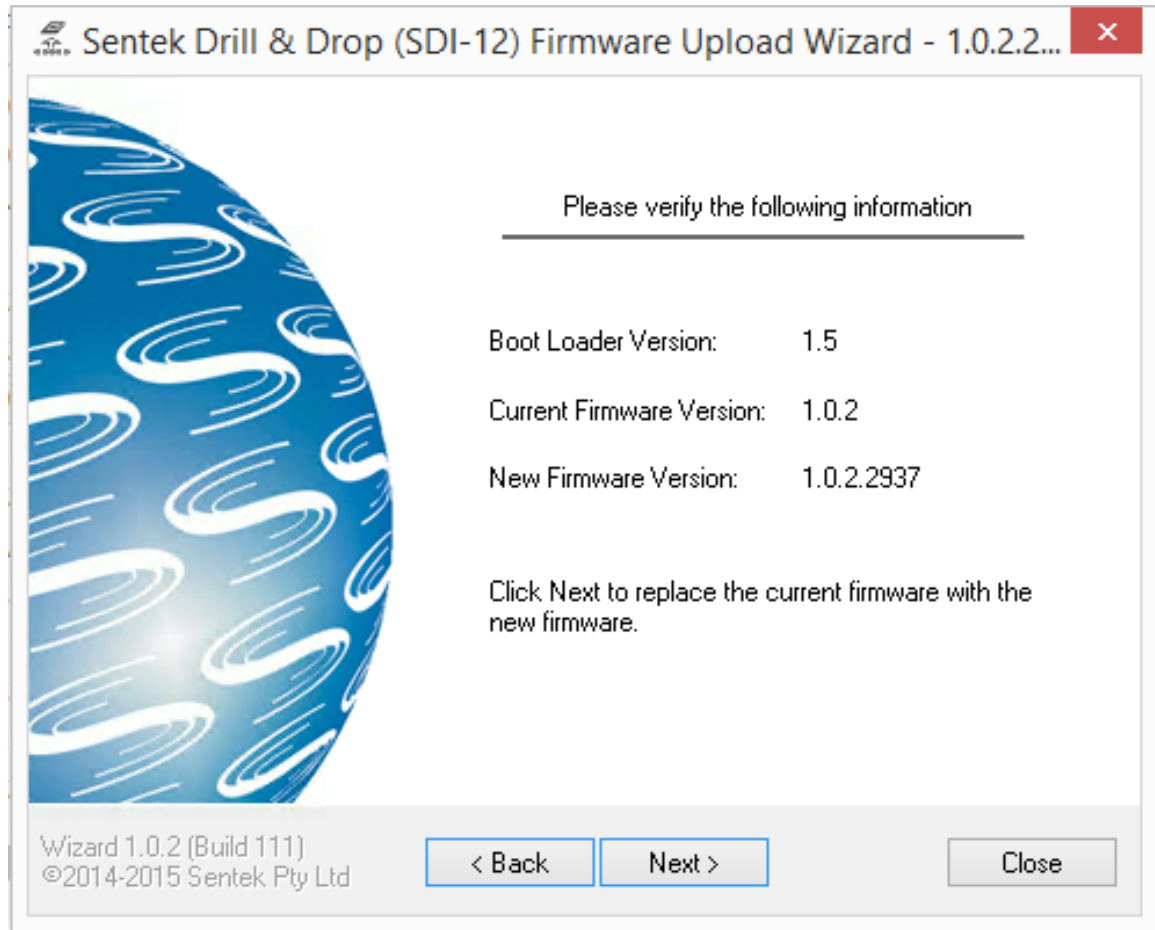 Sentek Drill & Drop (SDI-12) Firmware Upload Wizard - 1.0.2.2...
Please verify the following information
Boot Loader Version: 1.5
Current Firmware Version: 1.0.2
New Firmware Version: 1.0.2.2937
Click Next to replace the current firmware with the
new firmware.
Wizard 1.0.2 (Build 111)
©2014-2015 Sentek Pty Ltd
< Back
Next >
Close